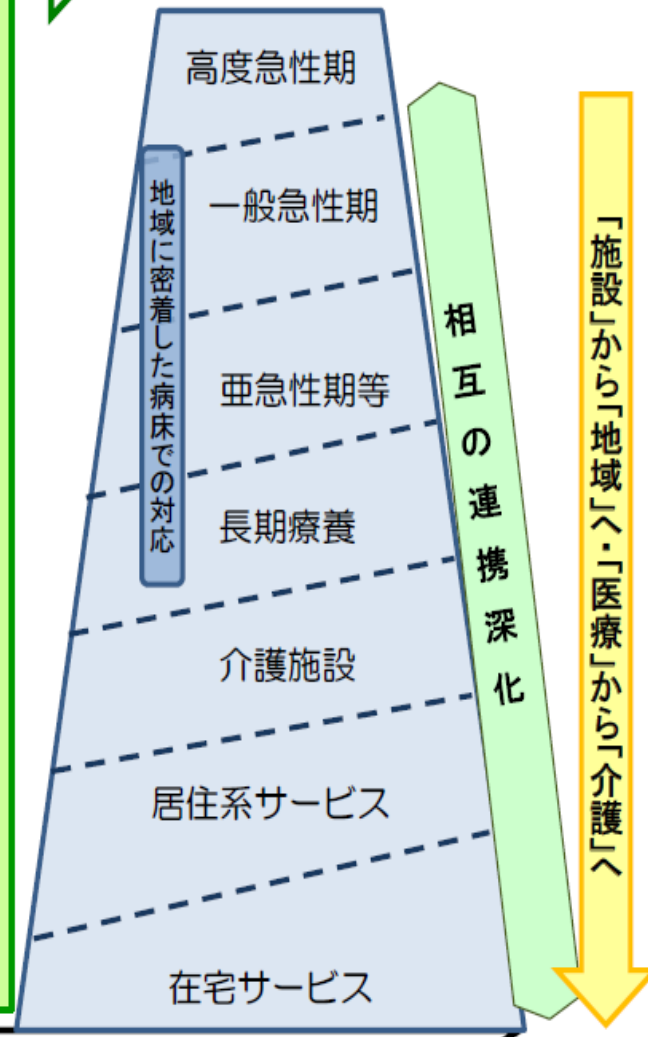 高度急性期
一般急性期
亜急性期等
長期療養
介護施設
居住系サービス
在宅サービス
地域に密着した病床での対応
相互の連携深化
「施設」から「地域」へ・「医療」から「介護」へ